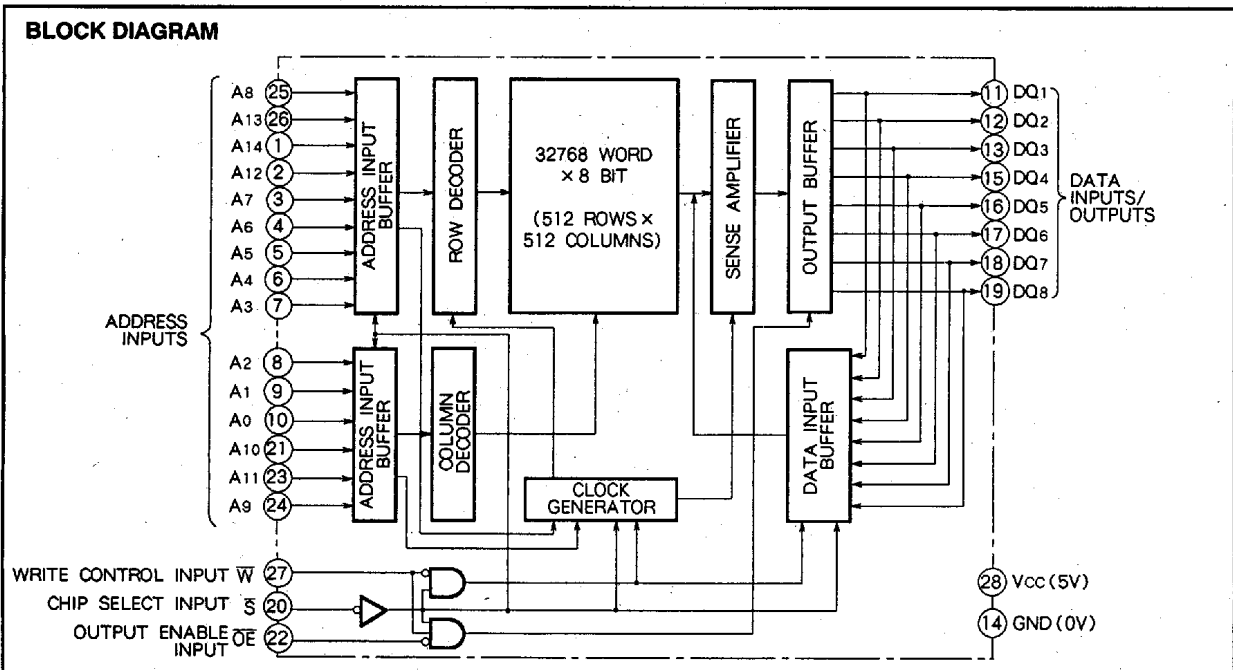 BLOCK DIAGRAM
A8 25
A13 26
A14 1
A12 2
A7 3
A6 4
A5 5
A4 6
A3 7
ADDRESS
INPUTS
A2 8
A1 9
A0 10
A10 21
A11 23
A9 24
ADDRESS INPUT
BUFFER
ADDRESS INPUT
BUFFER
ROW DECODER
COLUMN
DECODER
32768 WORD
× 8 BIT
(512 ROWS ×
512 COLUMNS)
CLOCK
GENERATOR
SENSE AMPLIFIER
OUTPUT BUFFER
DATA INPUT
BUFFER
11 DQ1
12 DQ2
13 DQ3
15 DQ4
16 DQ5
17 DQ6
18 DQ7
19 DQ8
DATA
INPUTS/
OUTPUTS
WRITE CONTROL INPUT W̅ 27
CHIP SELECT INPUT S̅ 20
OUTPUT ENABLE
INPUT O̅E̅ 22
28 VCC (5V)
14 GND (0V)